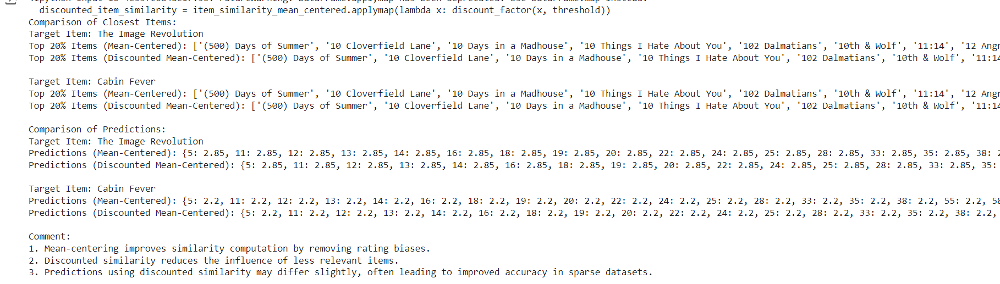 discounted_item_similarity = item_similarity_mean_centered.applymap(lambda x: discount_factor(x, threshold))
Comparison of Closest Items:
Target Item: The Image Revolution
Top 20% Items (Mean-Centered): ['(500) Days of Summer', '10 Cloverfield Lane', '10 Days in a Madhouse', '10 Things I Hate About You', '102 Dalmatians', '10th & Wolf', '11:14', '12 Angr
Top 20% Items (Discounted Mean-Centered): ['(500) Days of Summer', '10 Cloverfield Lane', '10 Days in a Madhouse', '10 Things I Hate About You', '102 Dalmatians', '10th & Wolf', '11:14
Target Item: Cabin Fever
Top 20% Items (Mean-Centered): ['(500) Days of Summer', '10 Cloverfield Lane', '10 Days in a Madhouse', '10 Things I Hate About You', '102 Dalmatians', '10th & Wolf', '11:14', '12 Angr
Top 20% Items (Discounted Mean-Centered): ['(500) Days of Summer', '10 Cloverfield Lane', '10 Days in a Madhouse', '10 Things I Hate About You', '102 Dalmatians', '10th & Wolf', '11:14
Comparison of Predictions:
Target Item: The Image Revolution
Predictions (Mean-Centered): {5: 2.85, 11: 2.85, 12: 2.85, 13: 2.85, 14: 2.85, 16: 2.85, 18: 2.85, 19: 2.85, 20: 2.85, 22: 2.85, 24: 2.85, 25: 2.85, 28: 2.85, 33: 2.85, 35: 2.85, 38: 2
Predictions (Discounted Mean-Centered): {5: 2.85, 11: 2.85, 12: 2.85, 13: 2.85, 14: 2.85, 16: 2.85, 18: 2.85, 19: 2.85, 20: 2.85, 22: 2.85, 24: 2.85, 25: 2.85, 28: 2.85, 33: 2.85, 35:
Target Item: Cabin Fever
Predictions (Mean-Centered): {5: 2.2, 11: 2.2, 12: 2.2, 13: 2.2, 14: 2.2, 16: 2.2, 18: 2.2, 19: 2.2, 20: 2.2, 22: 2.2, 24: 2.2, 25: 2.2, 28: 2.2, 33: 2.2, 35: 2.2, 38: 2.2, 55: 2.2, 58
Predictions (Discounted Mean-Centered): {5: 2.2, 11: 2.2, 12: 2.2, 13: 2.2, 14: 2.2, 16: 2.2, 18: 2.2, 19: 2.2, 20: 2.2, 22: 2.2, 24: 2.2, 25: 2.2, 28: 2.2, 33: 2.2, 35: 2.2, 38: 2.2,
Comment:
1. Mean-centering improves similarity computation by removing rating biases.
2. Discounted similarity reduces the influence of less relevant items.
3. Predictions using discounted similarity may differ slightly, often leading to improved accuracy in sparse datasets.